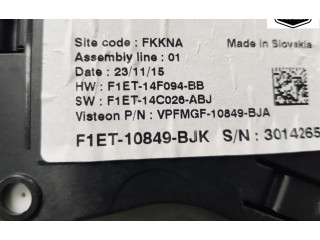 Site code : FKKNA Made in Slovakia
Assembly line : 01
Date : 23/11/15
HW : F1ET-14F094-BB
SW : F1ET-14C026-ABJ
Visteon P/N : VPFMGF-10849-BJA
F1ET-10849-BJK S/N : 3014265